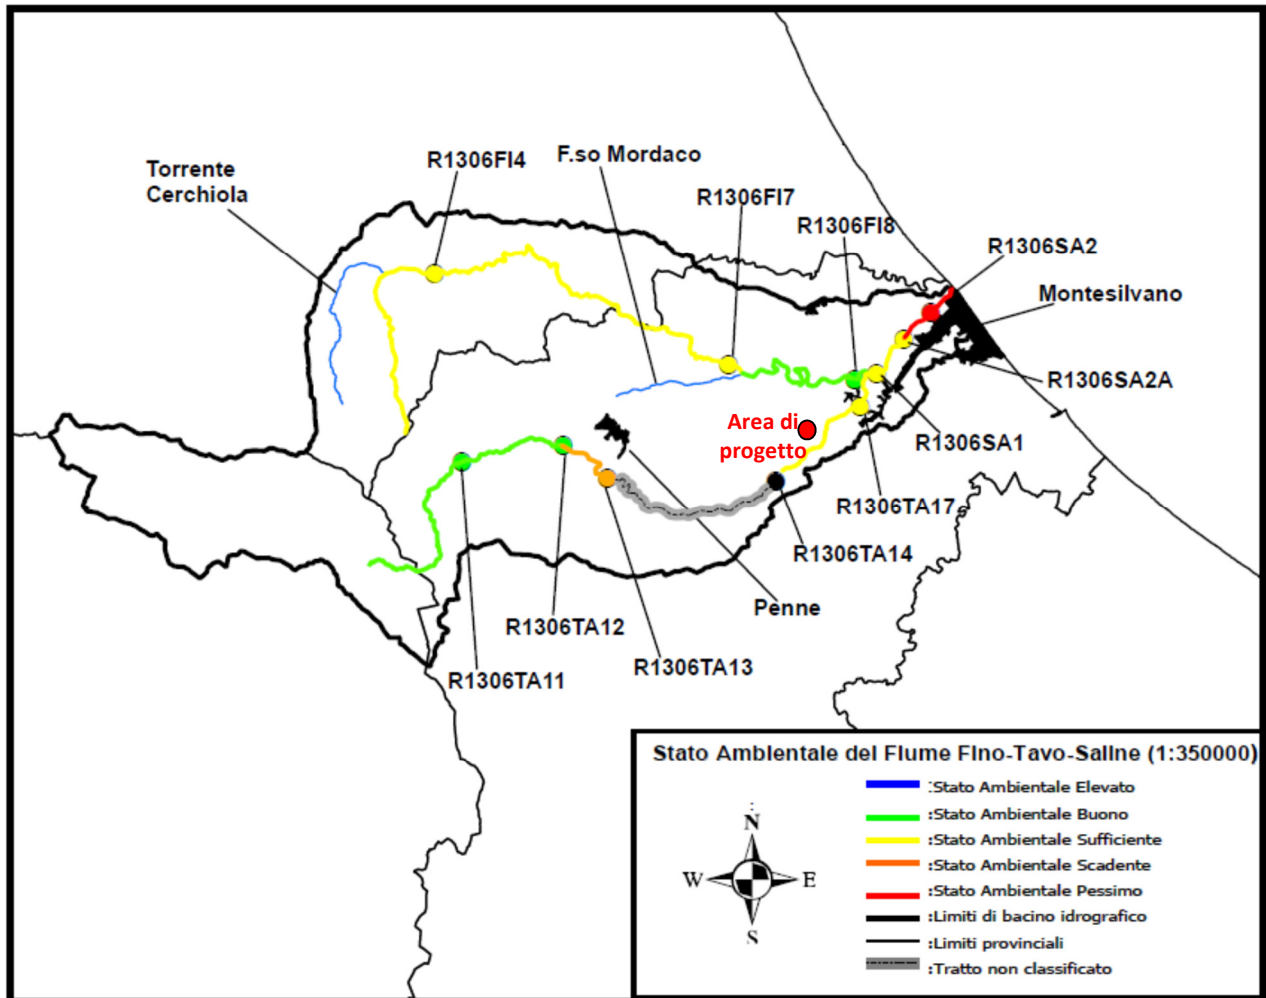 Torrente
Cerchiola
R1306FI4
F.so Mordaco
R1306FI7
R1306FI8
R1306SA2
Montesilvano
R1306SA2A
Area di
progetto
R1306SA1
R1306TA17
R1306TA14
Penne
R1306TA12
R1306TA13
R1306TA11
Stato Ambientale del Fiume Fino-Tavo-Saline (1:350000)
:Stato Ambientale Elevato
:Stato Ambientale Buono
:Stato Ambientale Sufficiente
:Stato Ambientale Scadente
:Stato Ambientale Pessimo
:Limiti di bacino idrografico
:Limiti provinciali
:Tratto non classificato
N
W
E
S